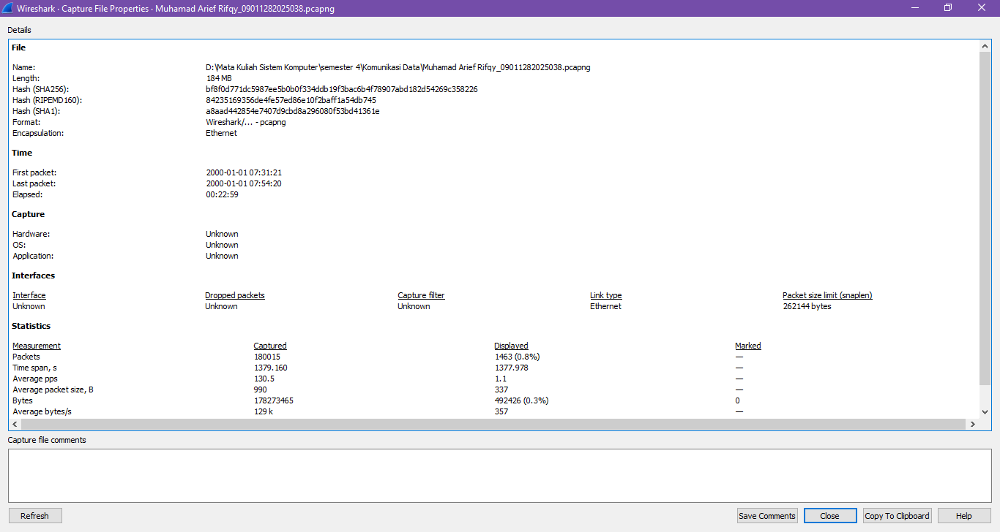 Wireshark · Capture File Properties · Muhamad Arief Rifqy_09011282025038.pcapng
Details
File
Name: D:\Mata Kuliah Sistem Komputer\semester 4\Komunikasi Data\Muhamad Arief Rifqy_09011282025038.pcapng
Length: 184 MB
Hash (SHA256): bf8f0d771dc5987ee5b0b0f334ddb19f3bac6b4f78907abd182d54269c358226
Hash (RIPEMD160): 84235169356de4fe57ed86e10f2baff1a54db745
Hash (SHA1): a8aad442854e7407d9cbd8a296080f53bd41361e
Format: Wireshark/... - pcapng
Encapsulation: Ethernet
Time
First packet: 2000-01-01 07:31:21
Last packet: 2000-01-01 07:54:20
Elapsed: 00:22:59
Capture
Hardware: Unknown
OS: Unknown
Application: Unknown
Interfaces
Interface Dropped packets Capture filter Link type Packet size limit (snaplen)
Unknown Unknown Unknown Ethernet 262144 bytes
Statistics
Measurement Captured Displayed Marked
Packets 180015 1463 (0.8%) —
Time span, s 1379.160 1377.978 —
Average pps 130.5 1.1 —
Average packet size, B 990 337 —
Bytes 178273465 492426 (0.3%) 0
Average bytes/s 129 k 357 —
Capture file comments
Refresh Save Comments Close Copy To Clipboard Help